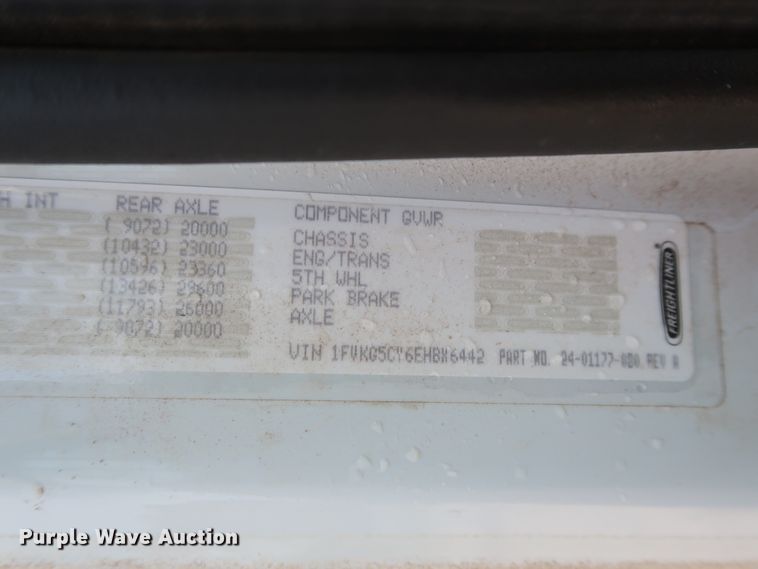 H INT
REAR AXLE
( 9072) 20000
(10432) 23000
(10596) 23360
(13426) 29600
(11793) 26000
( 9072) 20000
COMPONENT GVWR
CHASSIS
ENG/TRANS
5TH WHL
PARK BRAKE
AXLE
VIN 1FVKG5CY6EHBX6442 PART NO. 24-01177-000 REV A
FREIGHTLINER
Purple Wave Auction